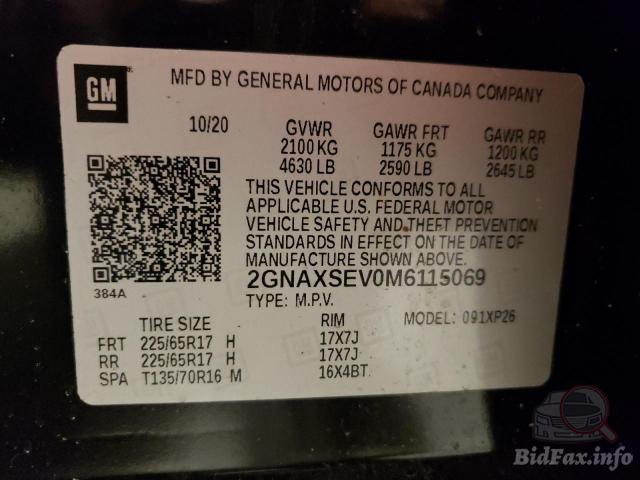 GM
MFD BY GENERAL MOTORS OF CANADA COMPANY
10/20 GVWR GAWR FRT GAWR RR
2100 KG 1175 KG 1200 KG
4630 LB 2590 LB 2645 LB
THIS VEHICLE CONFORMS TO ALL
APPLICABLE U.S. FEDERAL MOTOR
VEHICLE SAFETY AND THEFT PREVENTION
STANDARDS IN EFFECT ON THE DATE OF
MANUFACTURE SHOWN ABOVE.
384A 2GNAXSEV0M6115069
TYPE: M.P.V.
TIRE SIZE RIM MODEL: 091XP26
FRT 225/65R17 H 17X7J
RR 225/65R17 H 17X7J
SPA T135/70R16 M 16X4BT
BidFax.info